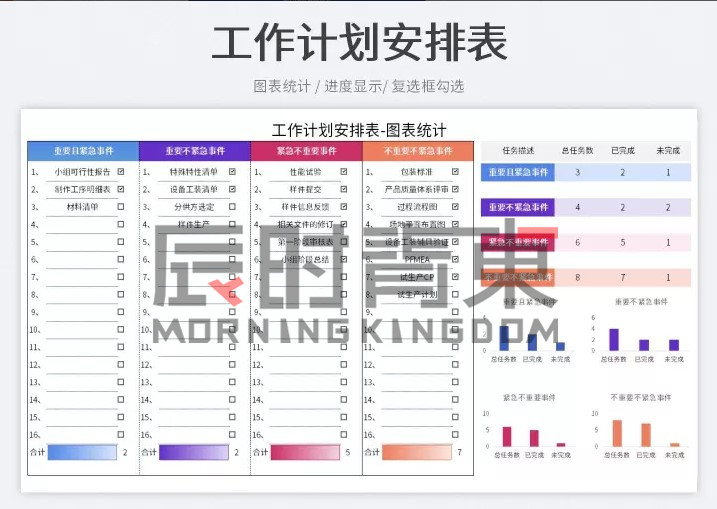 工作计划安排表
图表统计 / 进度显示/ 复选框勾选
工作计划安排表-图表统计
重要且紧急事件 重要不紧急事件 紧急不重要事件 不重要不紧急事件
1、 小组可行性报告 1、 特殊特性清单 1、 性能试验 1、 包装标准
2、 制作工序明细表 2、 设备工装清单 2、 样件提交 2、 产品质量体系评审
3、 材料清单 3、 分供方选定 3、 样件信息反馈 3、 过程流程图
4、 4、 样件生产 4、 相关文件的修订 4、 场地平面布置图
5、 5、 5、 第一阶段审核表 5、 设备工装辅具验证
6、 6、 6、 小组阶段总结 6、 PFMEA
7、 7、 7、 7、 试生产CP
8、 8、 8、 8、 试生产计划
9、 9、 9、 9、
10、 10、 10、 10、
11、 11、 11、 11、
12、 12、 12、 12、
13、 13、 13、 13、
14、 14、 14、 14、
15、 15、 15、 15、
16、 16、 16、 16、
合计 2 合计 2 合计 5 合计 7
任务描述 总任务数 已完成 未完成
重要且紧急事件 3 2 1
重要不紧急事件 4 2 2
紧急不重要事件 6 5 1
不重要不紧急事件 8 7 1
重要且紧急事件
4
2
0
总任务数 已完成 未完成
重要不紧急事件
6
4
2
0
总任务数 已完成 未完成
紧急不重要事件
10
5
0
总任务数 已完成 未完成
不重要不紧急事件
10
5
0
总任务数 已完成 未完成
辰时青東
MORNING KINGDOM